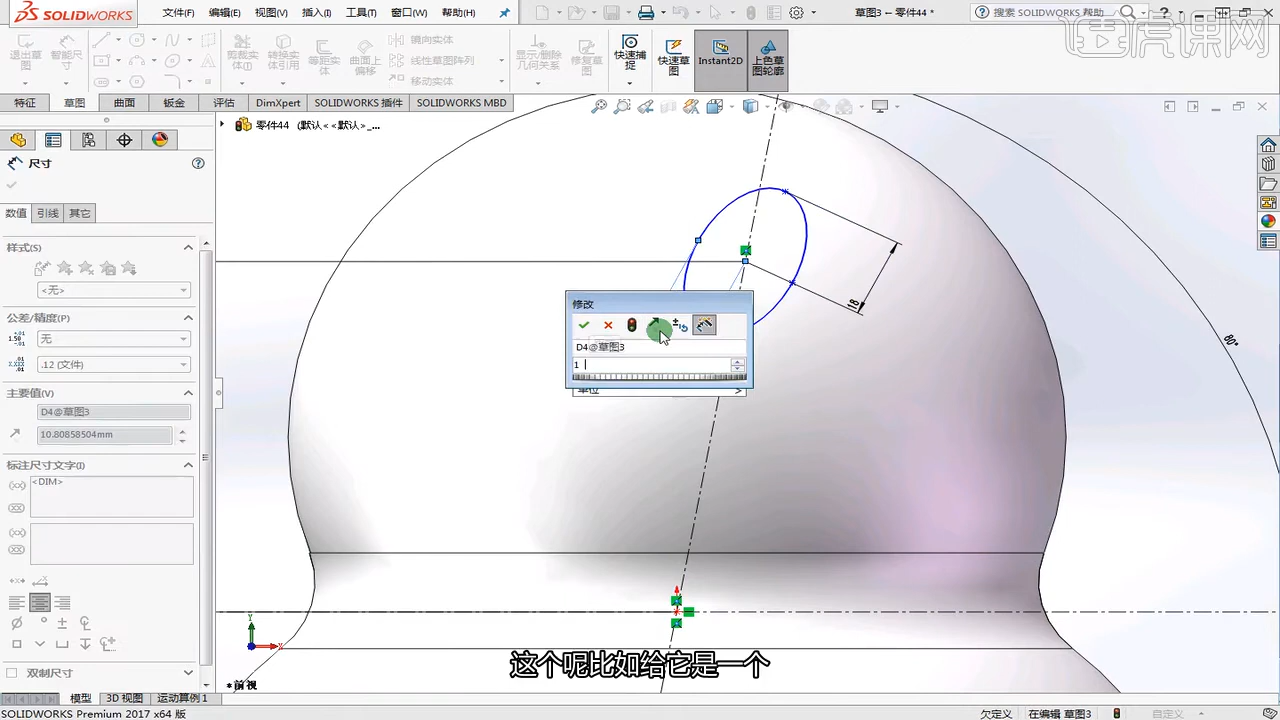 SOLIDWORKS
文件(F) 编辑(E) 视图(V) 插入(I) 工具(T) 窗口(W) 帮助(H)
草图3 ← 零件44 *
搜索 SOLIDWORKS 帮助
虎课网
退出草图
智能尺寸
剪裁实体(T)
转换实体引用
等距实体
曲面上偏移
镜向实体
线性草图阵列
移动实体
显示/删除几何关系
修复草图
快速捕捉
快速草图
Instant2D
上色草图轮廓
特征 草图 曲面 钣金 评估 DimXpert SOLIDWORKS 插件 SOLIDWORKS MBD
零件44 (默认<<默认>_...
尺寸
数值 引线 其它
样式(S)
<无>
公差/精度(P)
1.50
无
.12 (文件)
主要值(V)
D4@草图3
10.80858504mm
标注尺寸文字(I)
<DIM>
双制尺寸
修改
D4@草图3
1
单位
18
80°
Y
X
*前视
这个呢比如给它是一个
模型 3D 视图 运动算例 1
SOLIDWORKS Premium 2017 x64 版
欠定义 在编辑 草图3 自定义